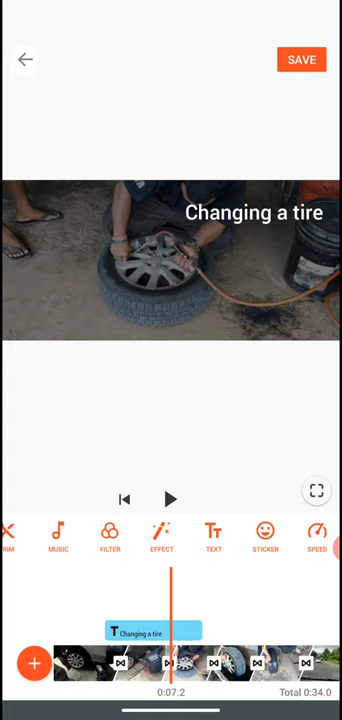 SAVE
Changing a tire
RIM
MUSIC
FILTER
EFFECT
TEXT
STICKER
SPEED
T Changing a tire
0:07.2
Total 0:34.0